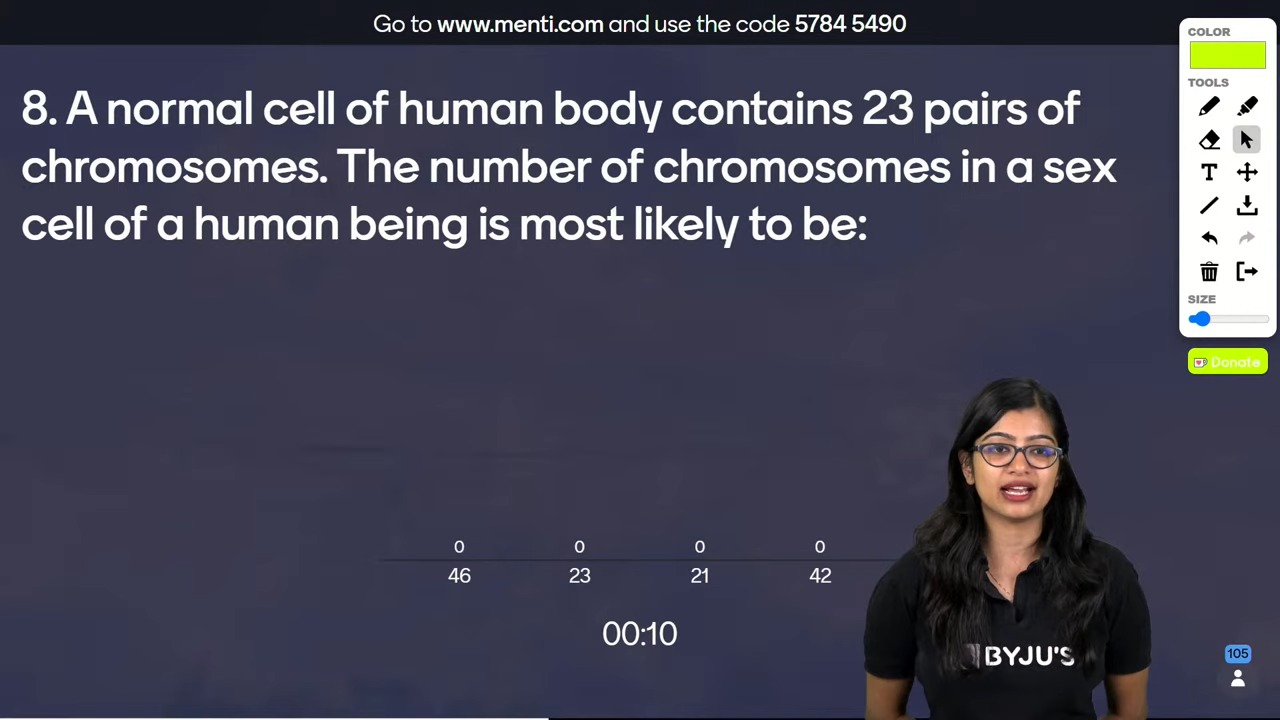 Go to www.menti.com and use the code 5784 5490
8. A normal cell of human body contains 23 pairs of
chromosomes. The number of chromosomes in a sex
cell of a human being is most likely to be:
0 0 0 0
46 23 21 42
00:10
COLOR
TOOLS
T
SIZE
Donate
BYJU'S
105